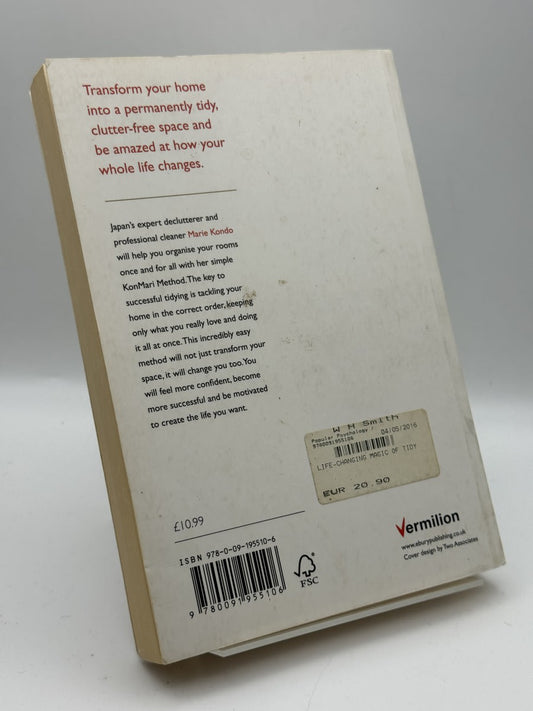 Transform your home
into a permanently tidy,
clutter-free space and
be amazed at how your
whole life changes.
Japan's expert declutterer and
professional cleaner Marie Kondo
will help you organise your rooms
once and for all with her simple
KonMari Method. The key to
successful tidying is tackling your
home in the correct order, keeping
only what you really love and doing
it all at once. This incredibly easy
method will not just transform your
space, it will change you too. You
will feel more confident, become
more successful and be motivated
to create the life you want.
W H Smith
Popular Psychology / 04/05/2016
9780091955106
LIFE-CHANGING MAGIC OF TIDY
EUR 20.90
£10.99
ISBN 978-0-09-195510-6
9 780091 955106
FSC
Vermilion
www.eburypublishing.co.uk
Cover design by Two Associates